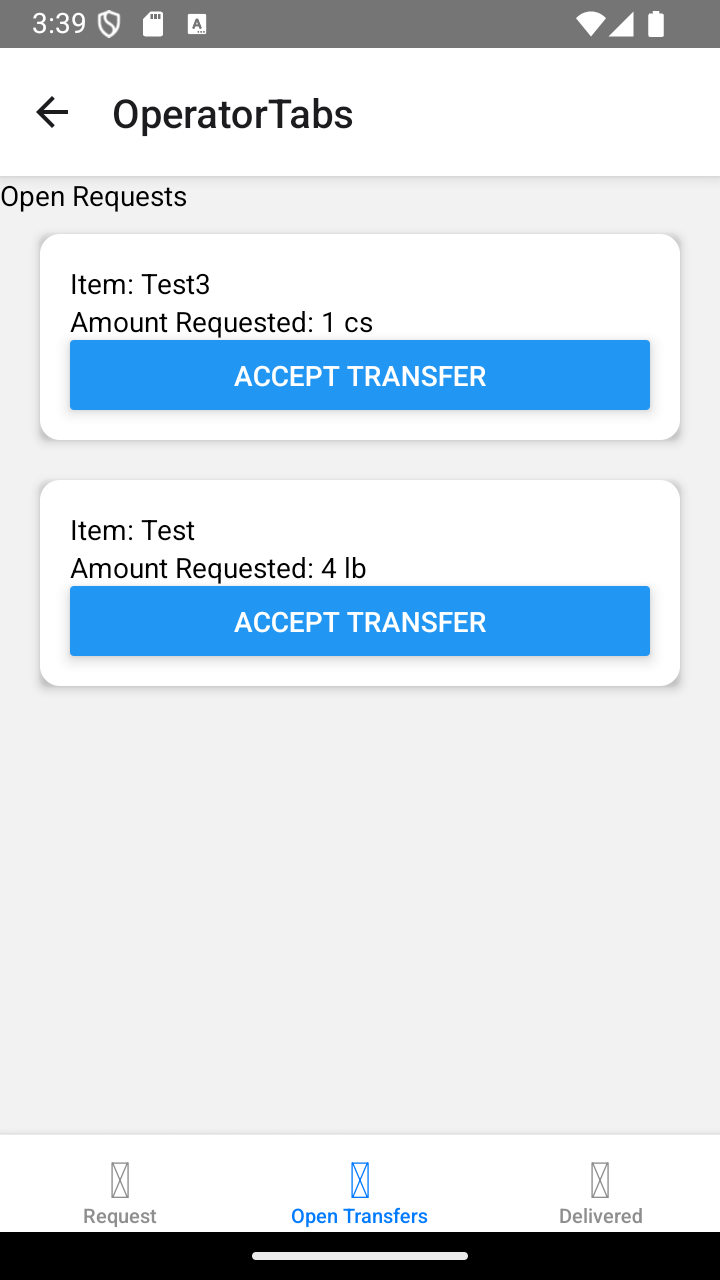 3:39
OperatorTabs
Open Requests
Item: Test3
Amount Requested: 1 cs
ACCEPT TRANSFER
Item: Test
Amount Requested: 4 lb
ACCEPT TRANSFER
Request
Open Transfers
Delivered